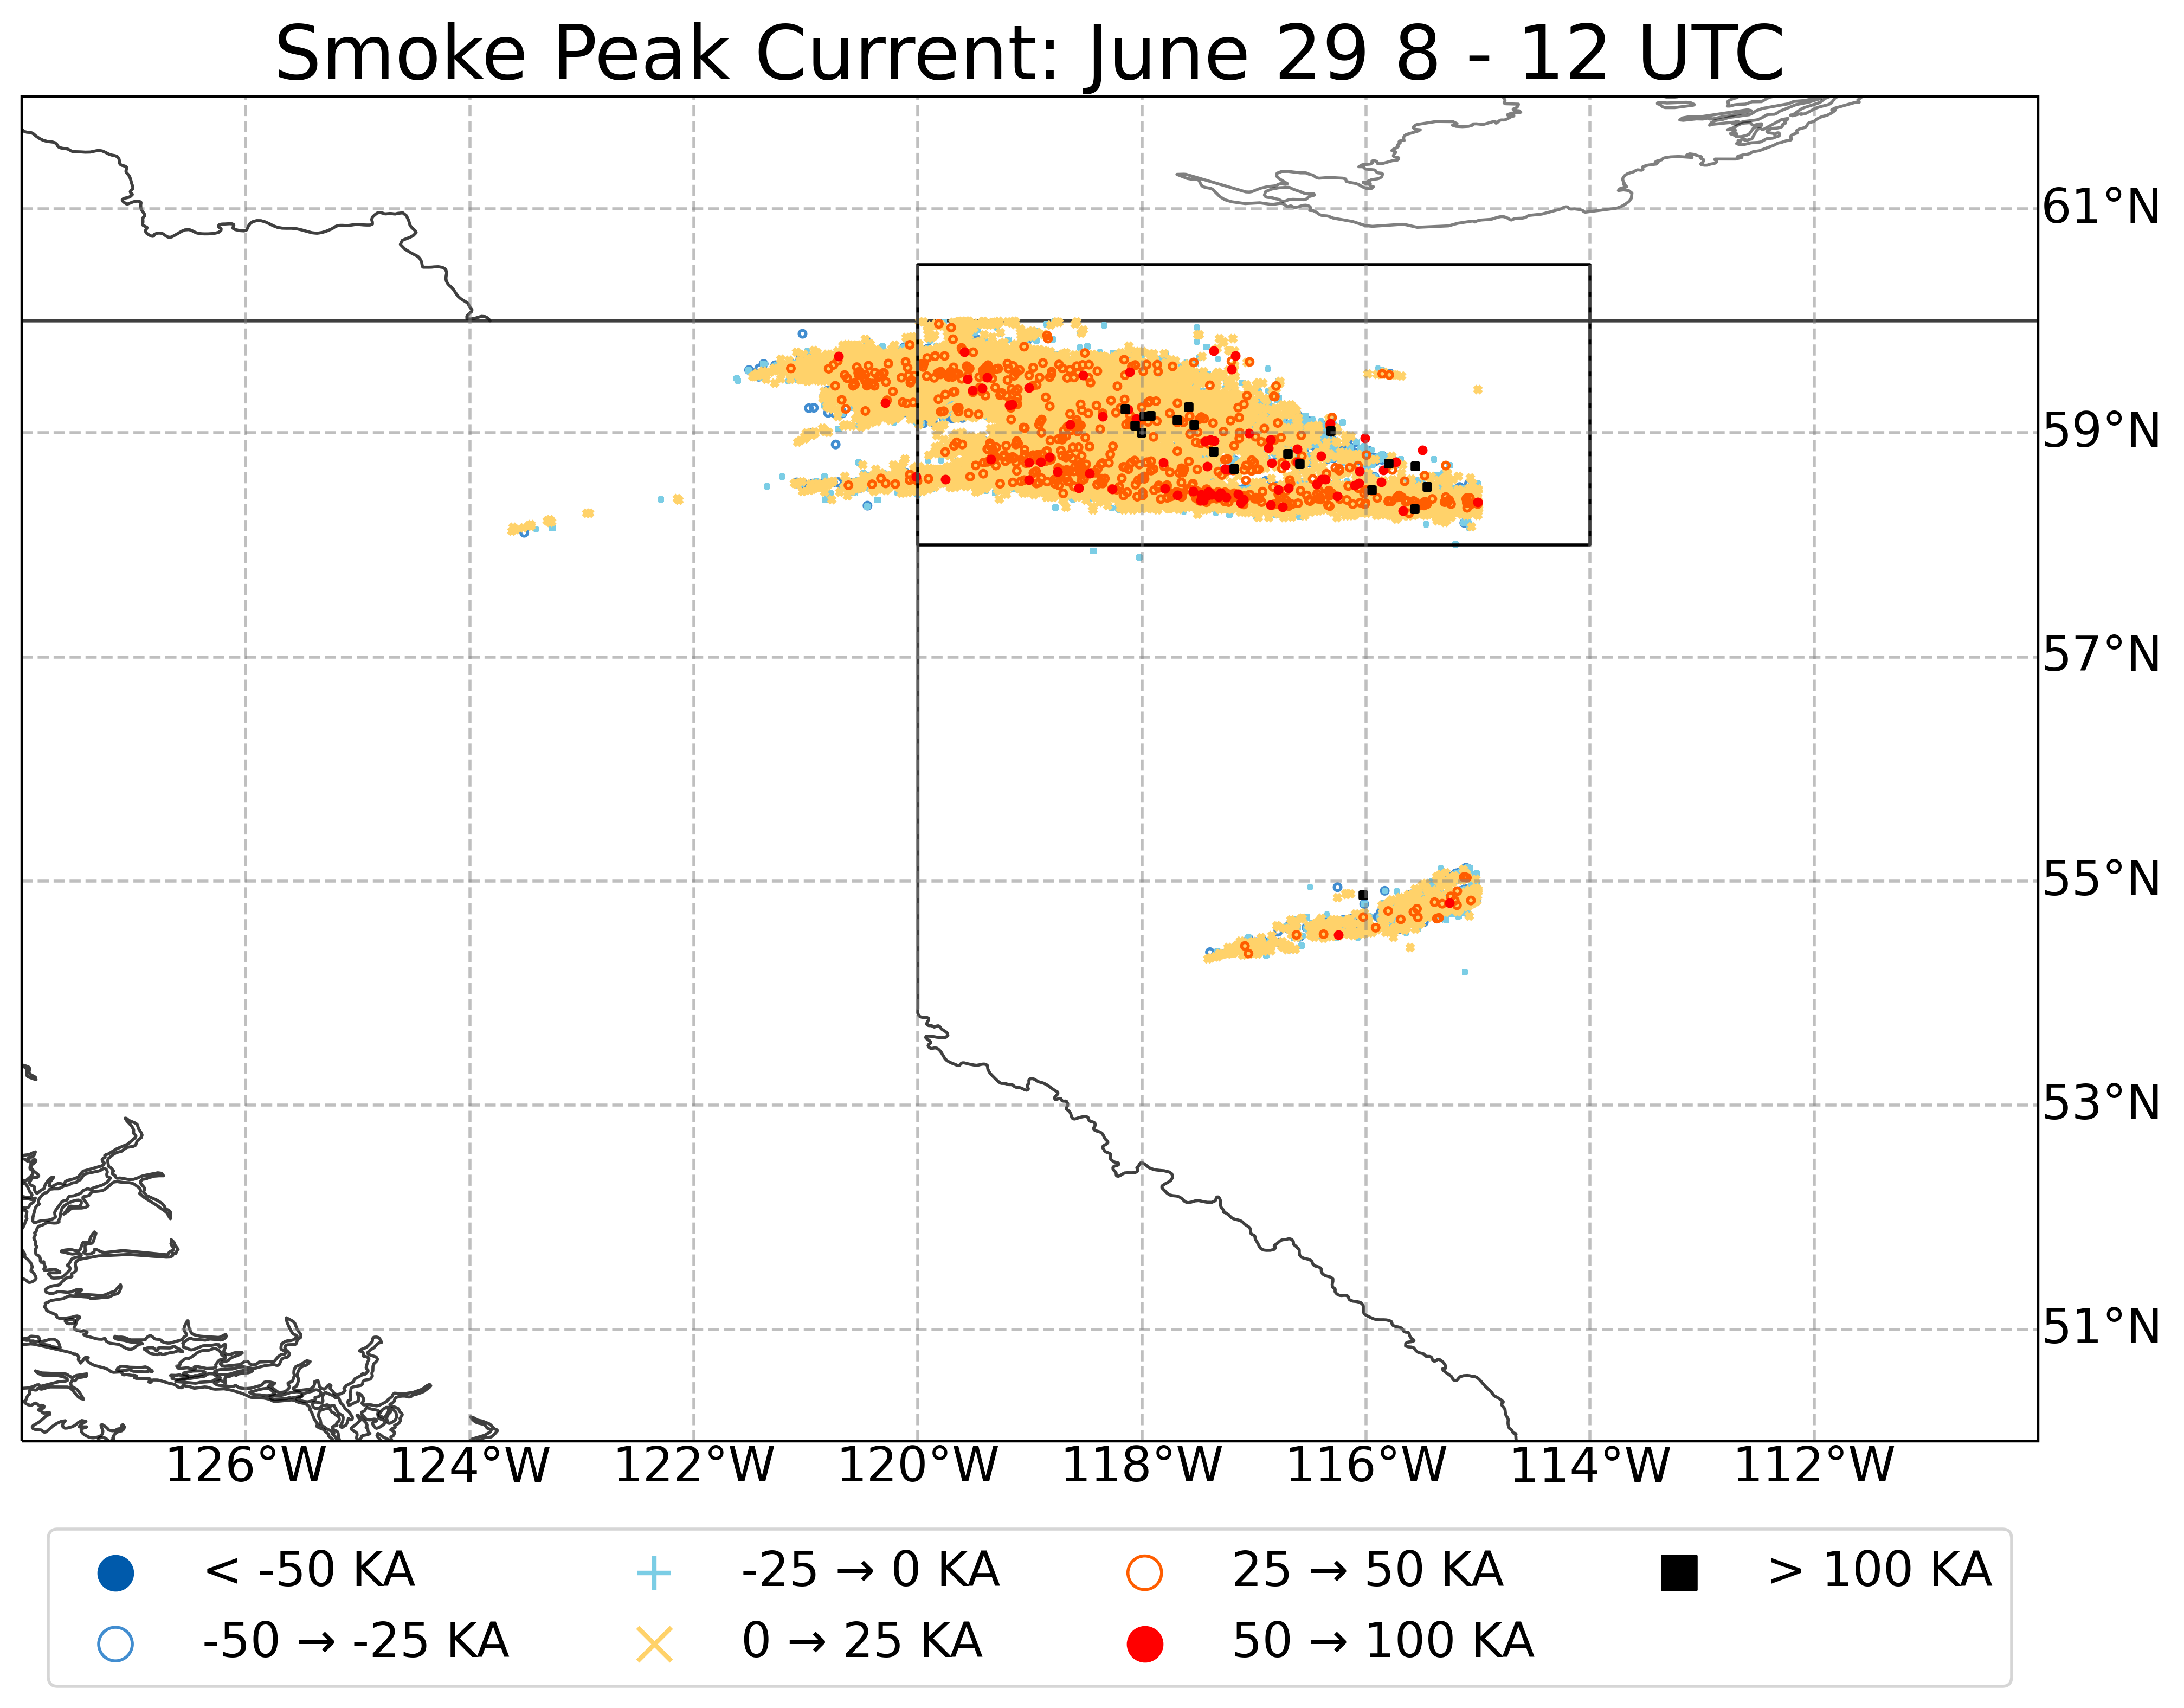 Smoke Peak Current: June 29 8 - 12 UTC
61°N
59°N
57°N
55°N
53°N
51°N
126°W 124°W 122°W 120°W 118°W 116°W 114°W 112°W
< -50 KA -25 → 0 KA 25 → 50 KA > 100 KA
-50 → -25 KA 0 → 25 KA 50 → 100 KA